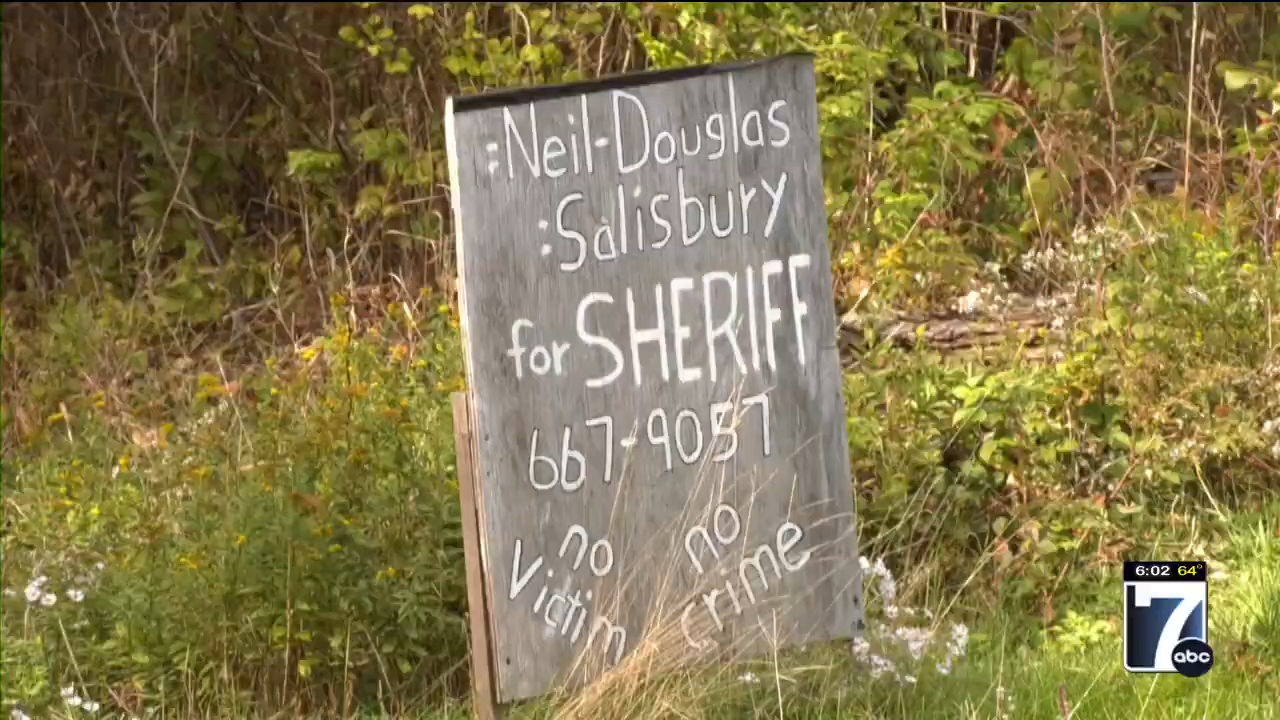 :Neil-Douglas
:Salisbury
for SHERIFF
667-9057
no no
Victim crime
6:02 64°
7
abc